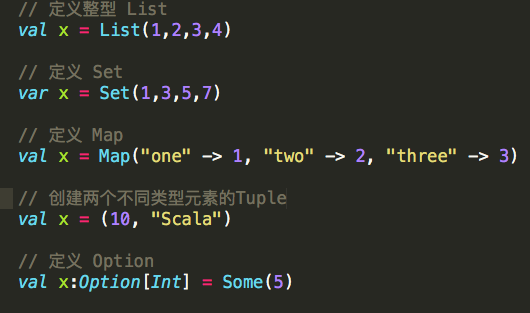 // 定义整型 List
val x = List(1,2,3,4)
// 定义 Set
var x = Set(1,3,5,7)
// 定义 Map
val x = Map("one" -> 1, "two" -> 2, "three" -> 3)
// 创建两个不同类型元素的Tuple
val x = (10, "Scala")
// 定义 Option
val x:Option[Int] = Some(5)